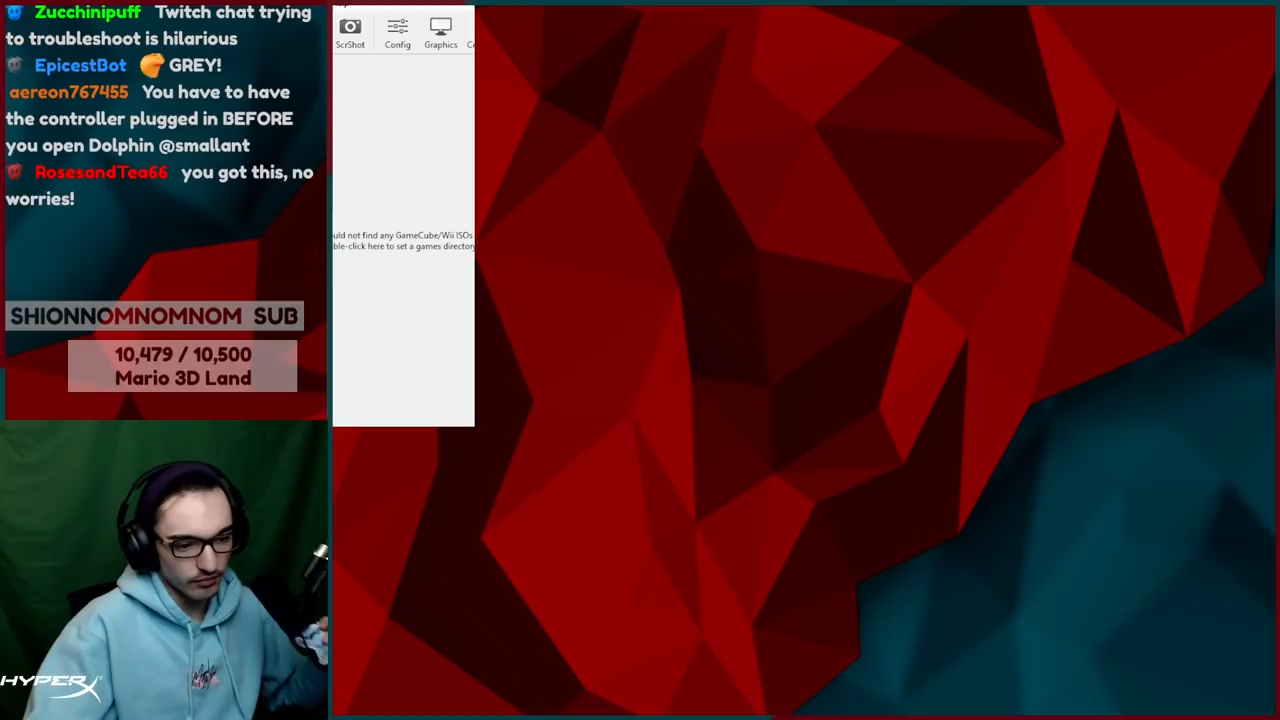 Zucchinipuff Twitch chat trying
to troubleshoot is hilarious
EpicestBot GREY!
aereon767455 You have to have
the controller plugged in BEFORE
you open Dolphin @smallant
RosesandTea66 you got this, no
worries!
SHIONNOMNOMNOM SUB
10,479 / 10,500
Mario 3D Land
HYPERX
ScrShot Config Graphics
uld not find any GameCube/Wii ISOs
ble-click here to set a games directory